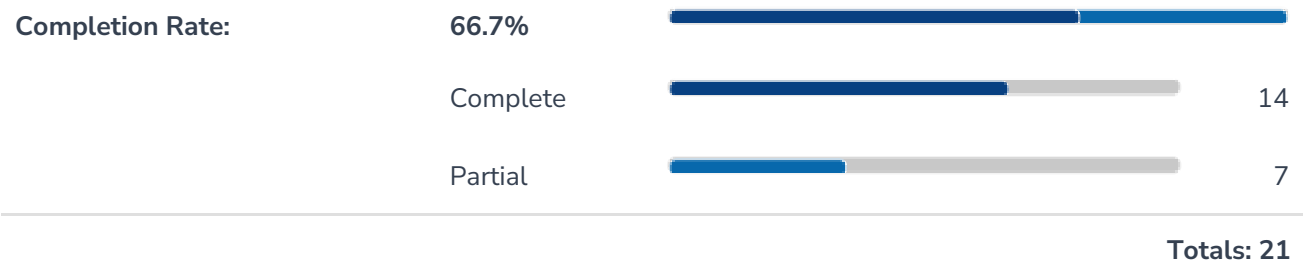 Completion Rate: 66.7%
Complete 14
Partial 7
Totals: 21